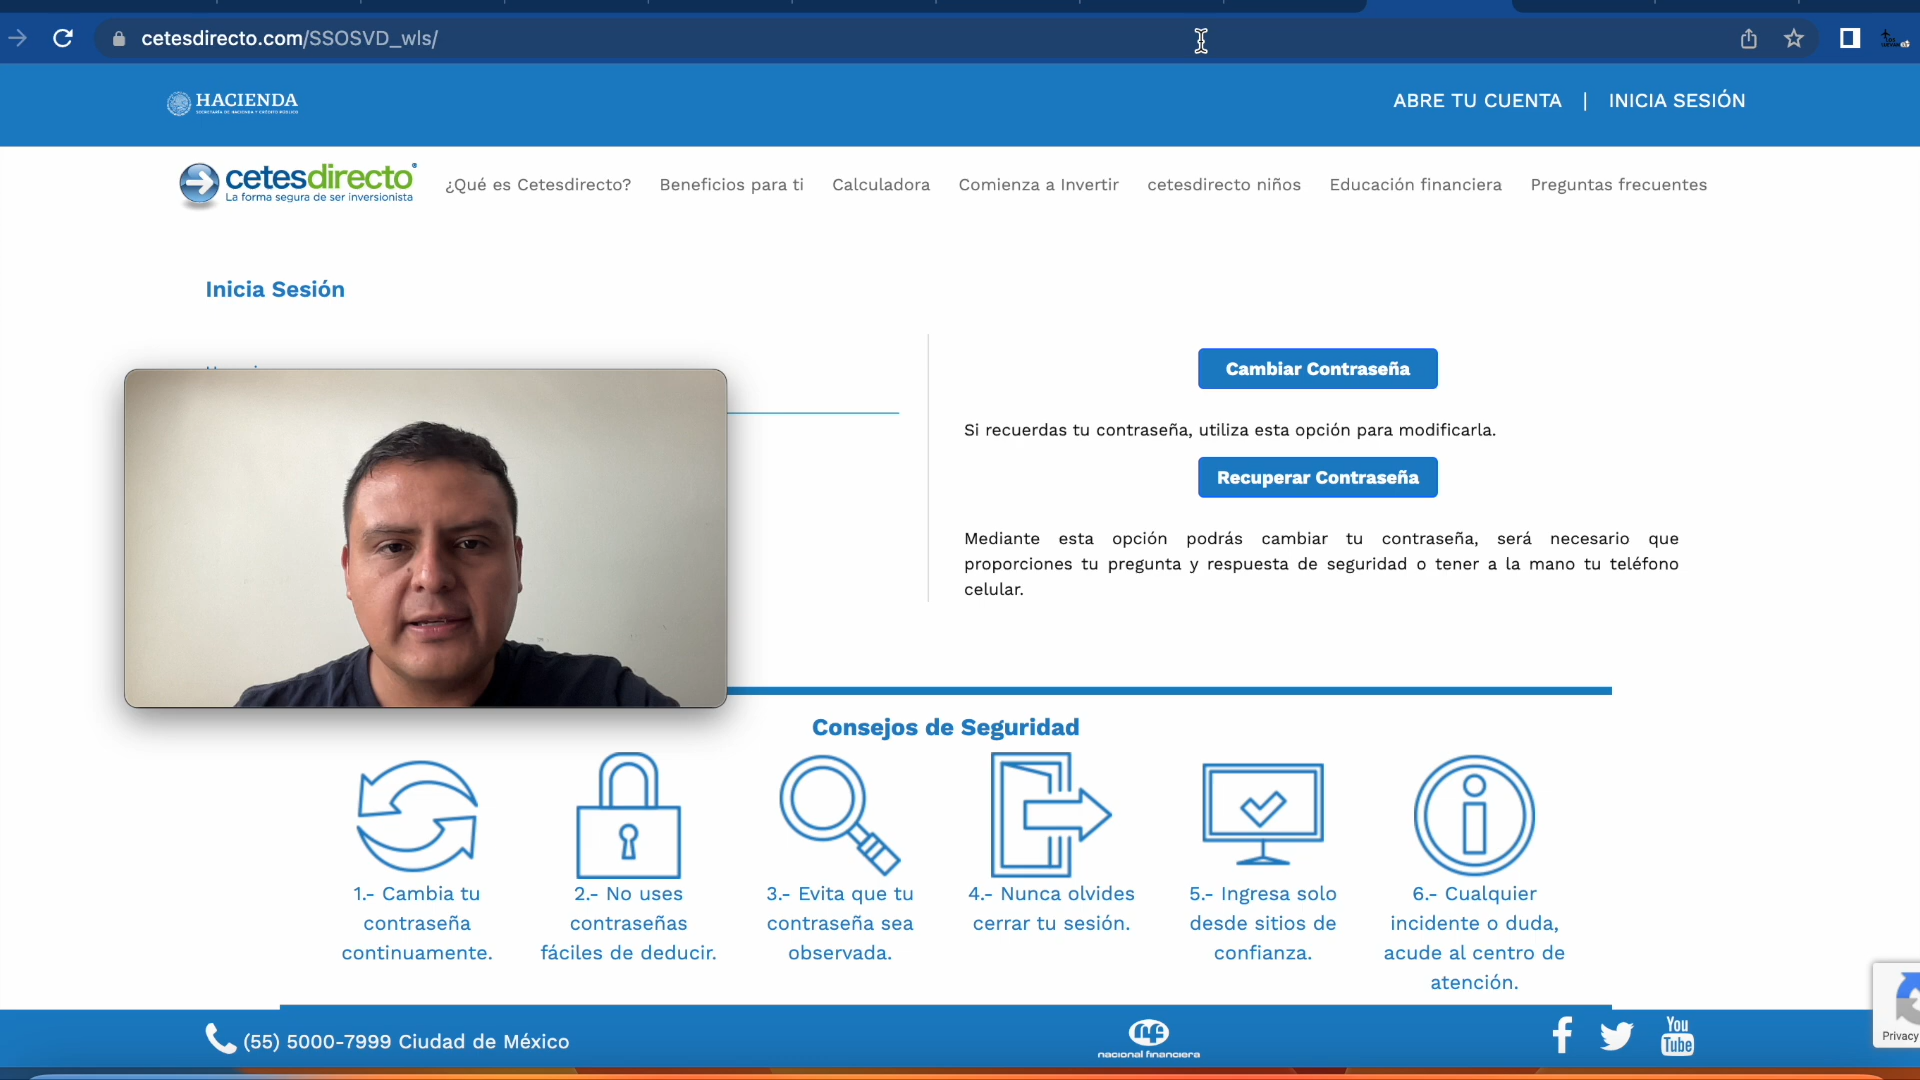 cetesdirecto.com/SSOSVD_wls/
HACIENDA
SECRETARÍA DE HACIENDA Y CRÉDITO PÚBLICO
ABRE TU CUENTA | INICIA SESIÓN
cetesdirecto
La forma segura de ser inversionista
¿Qué es Cetesdirecto?
Beneficios para ti
Calculadora
Comienza a Invertir
cetesdirecto niños
Educación financiera
Preguntas frecuentes
Inicia Sesión
Cambiar Contraseña
Si recuerdas tu contraseña, utiliza esta opción para modificarla.
Recuperar Contraseña
Mediante esta opción podrás cambiar tu contraseña, será necesario que
proporciones tu pregunta y respuesta de seguridad o tener a la mano tu teléfono
celular.
Consejos de Seguridad
1.- Cambia tu
contraseña
continuamente.
2.- No uses
contraseñas
fáciles de deducir.
3.- Evita que tu
contraseña sea
observada.
4.- Nunca olvides
cerrar tu sesión.
5.- Ingresa solo
desde sitios de
confianza.
6.- Cualquier
incidente o duda,
acude al centro de
atención.
(55) 5000-7999 Ciudad de México
nacional financiera
You
Tube
Privacy